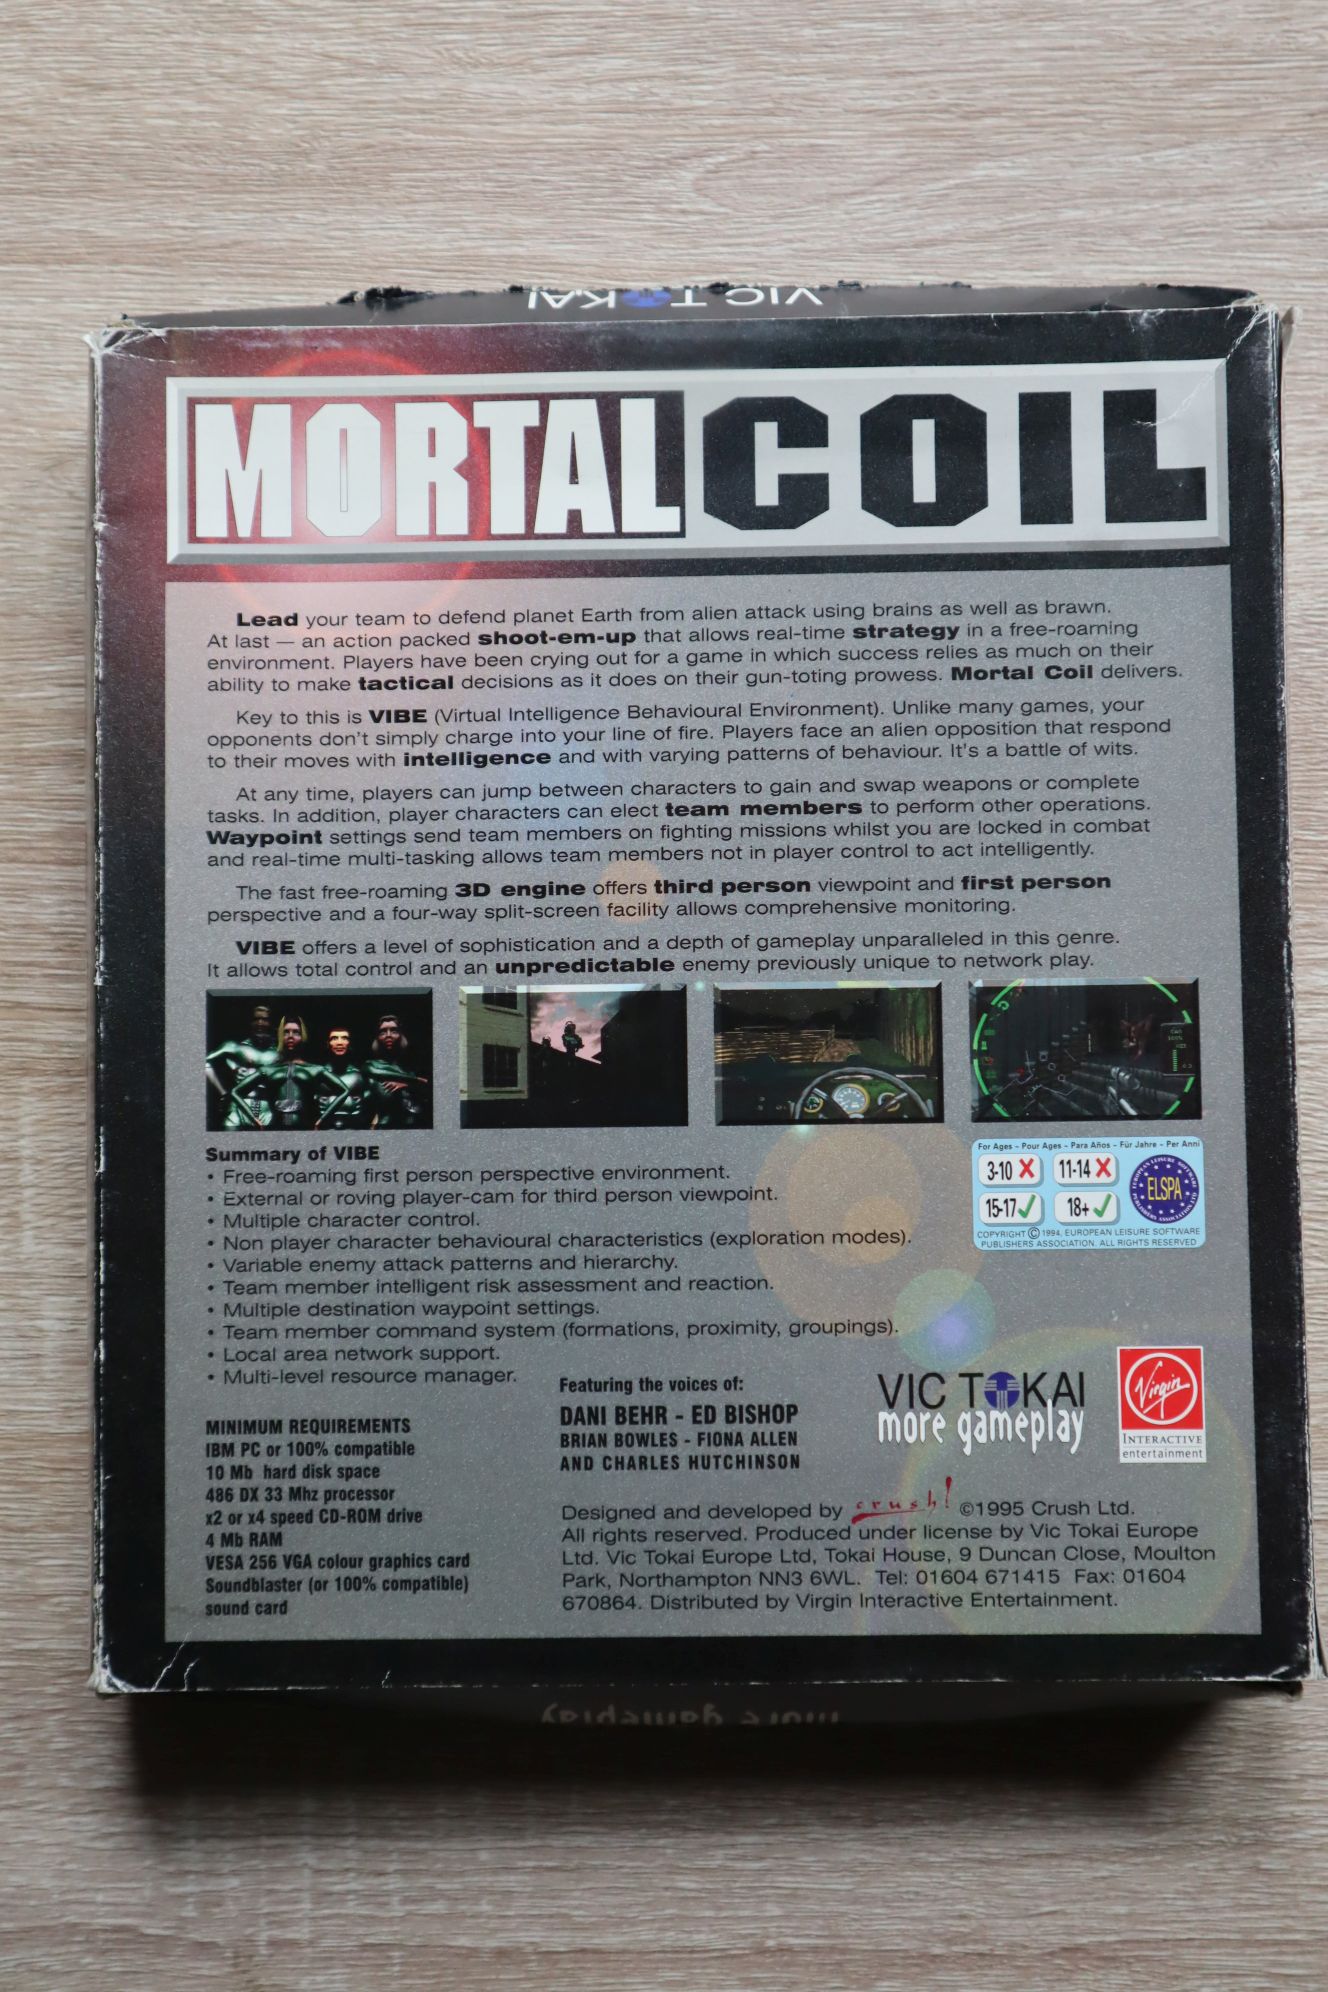 VIC TOKAI
MORTAL COIL
Lead your team to defend planet Earth from alien attack using brains as well as brawn.
At last — an action packed shoot-em-up that allows real-time strategy in a free-roaming
environment. Players have been crying out for a game in which success relies as much on their
ability to make tactical decisions as it does on their gun-toting prowess. Mortal Coil delivers.
Key to this is VIBE (Virtual Intelligence Behavioural Environment). Unlike many games, your
opponents don't simply charge into your line of fire. Players face an alien opposition that respond
to their moves with intelligence and with varying patterns of behaviour. It's a battle of wits.
At any time, players can jump between characters to gain and swap weapons or complete
tasks. In addition, player characters can elect team members to perform other operations.
Waypoint settings send team members on fighting missions whilst you are locked in combat
and real-time multi-tasking allows team members not in player control to act intelligently.
The fast free-roaming 3D engine offers third person viewpoint and first person
perspective and a four-way split-screen facility allows comprehensive monitoring.
VIBE offers a level of sophistication and a depth of gameplay unparalleled in this genre.
It allows total control and an unpredictable enemy previously unique to network play.
Summary of VIBE
• Free-roaming first person perspective environment.
• External or roving player-cam for third person viewpoint.
• Multiple character control.
• Non player character behavioural characteristics (exploration modes).
• Variable enemy attack patterns and hierarchy.
• Team member intelligent risk assessment and reaction.
• Multiple destination waypoint settings.
• Team member command system (formations, proximity, groupings).
• Local area network support.
• Multi-level resource manager.
For Ages - Pour Ages - Para Años - Für Jahre - Per Anni
3-10 11-14
15-17 18+
EUROPEAN LEISURE SOFTWARE PUBLISHERS ASSOCIATION LTD
ELSPA
COPYRIGHT © 1994, EUROPEAN LEISURE SOFTWARE
PUBLISHERS ASSOCIATION. ALL RIGHTS RESERVED
MINIMUM REQUIREMENTS
IBM PC or 100% compatible
10 Mb hard disk space
486 DX 33 Mhz processor
x2 or x4 speed CD-ROM drive
4 Mb RAM
VESA 256 VGA colour graphics card
Soundblaster (or 100% compatible)
sound card
Featuring the voices of:
DANI BEHR - ED BISHOP
BRIAN BOWLES - FIONA ALLEN
AND CHARLES HUTCHINSON
VIC TOKAI
more gameplay
Virgin
INTERACTIVE
entertainment
Designed and developed by crush! ©1995 Crush Ltd.
All rights reserved. Produced under license by Vic Tokai Europe
Ltd. Vic Tokai Europe Ltd, Tokai House, 9 Duncan Close, Moulton
Park, Northampton NN3 6WL. Tel: 01604 671415 Fax: 01604
670864. Distributed by Virgin Interactive Entertainment.
more gameplay